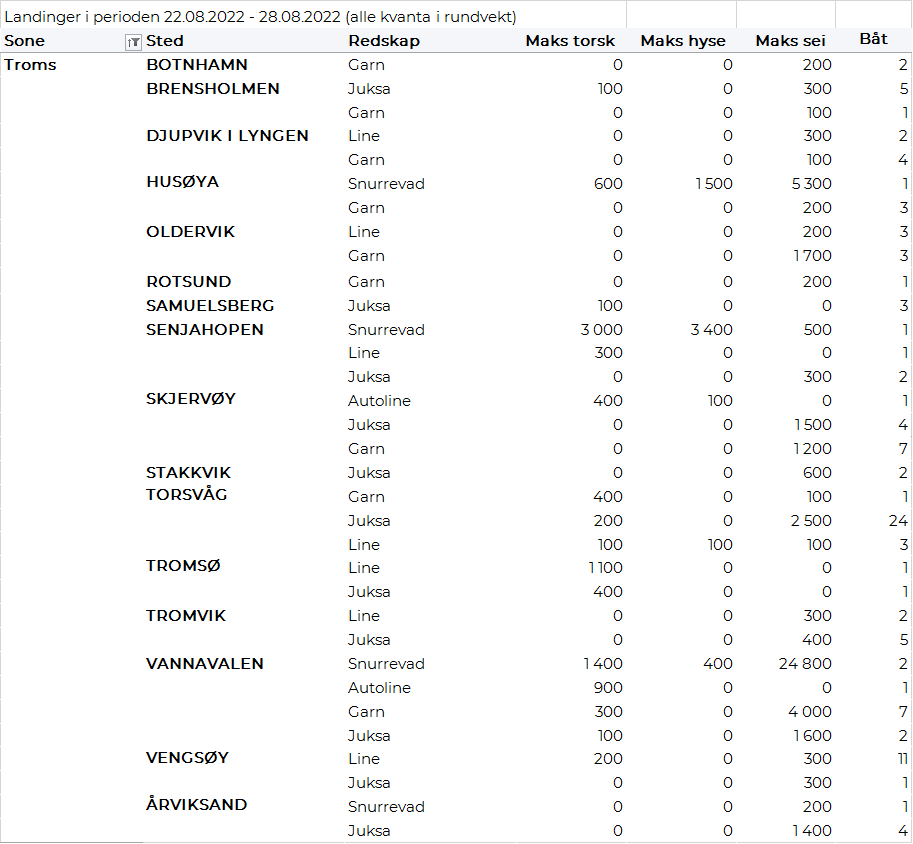 Landinger i perioden 22.08.2022 - 28.08.2022 (alle kvanta i rundvekt)
Sone Sted Redskap Maks torsk Maks hyse Maks sei Båt
Troms BOTNHAMN Garn 0 0 200 2
BRENSHOLMEN Juksa 100 0 300 5
Garn 0 0 100 1
DJUPVIK I LYNGEN Line 0 0 300 2
Garn 0 0 100 4
HUSØYA Snurrevad 600 1 500 5 300 1
Garn 0 0 200 3
OLDERVIK Line 0 0 200 3
Garn 0 0 1 700 3
ROTSUND Garn 0 0 200 1
SAMUELSBERG Juksa 100 0 0 3
SENJAHOPEN Snurrevad 3 000 3 400 500 1
Line 300 0 0 1
Juksa 0 0 300 2
SKJERVØY Autoline 400 100 0 1
Juksa 0 0 1 500 4
Garn 0 0 1 200 7
STAKKVIK Juksa 0 0 600 2
TORSVÅG Garn 400 0 100 1
Juksa 200 0 2 500 24
Line 100 100 100 3
TROMSØ Line 1 100 0 0 1
Juksa 400 0 0 1
TROMVIK Line 0 0 300 2
Juksa 0 0 400 5
VANNAVALEN Snurrevad 1 400 400 24 800 2
Autoline 900 0 0 1
Garn 300 0 4 000 7
Juksa 100 0 1 600 2
VENGSØY Line 200 0 300 11
Juksa 0 0 300 1
ÅRVIKSAND Snurrevad 0 0 200 1
Juksa 0 0 1 400 4